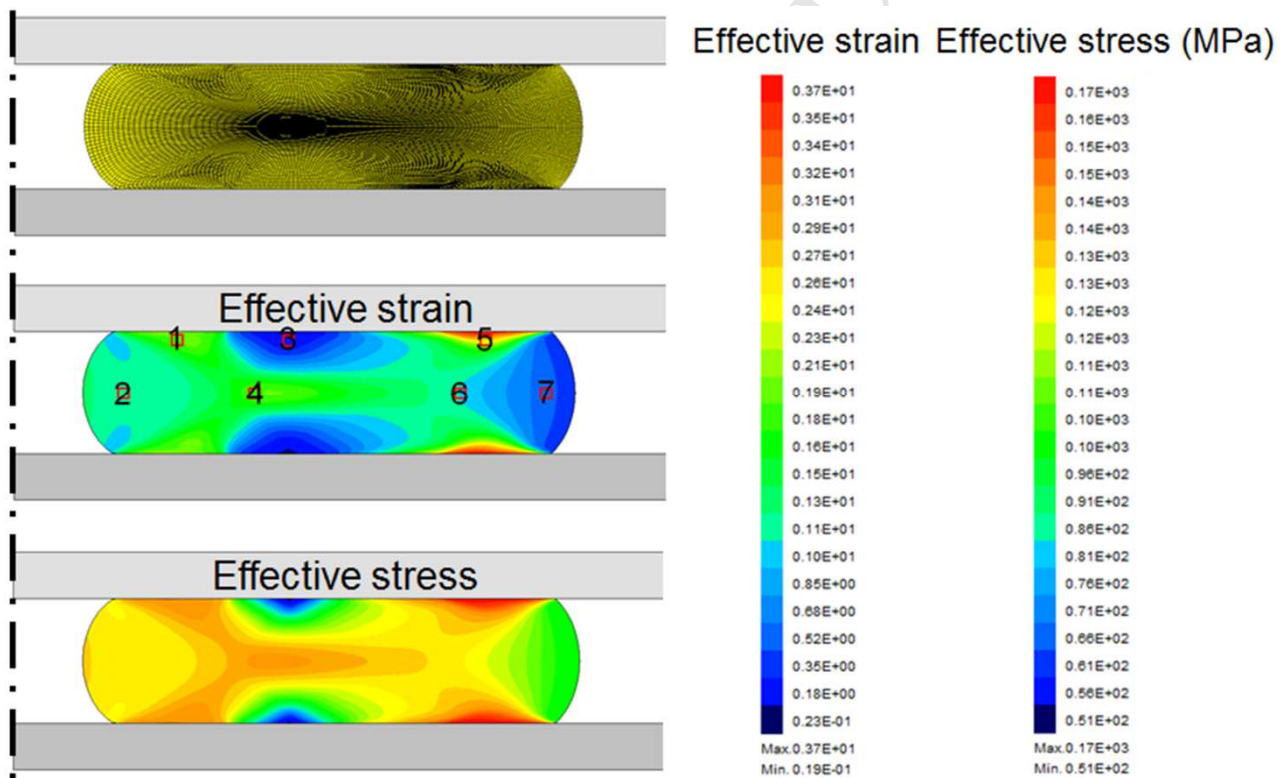 Effective strain Effective stress (MPa)
0.37E+01 0.17E+03
0.35E+01 0.16E+03
0.34E+01 0.15E+03
0.32E+01 0.15E+03
0.31E+01 0.14E+03
0.29E+01 0.14E+03
0.27E+01 0.13E+03
0.26E+01 0.13E+03
0.24E+01 0.12E+03
0.23E+01 0.12E+03
0.21E+01 0.11E+03
0.19E+01 0.11E+03
0.18E+01 0.10E+03
0.16E+01 0.10E+03
0.15E+01 0.96E+02
0.13E+01 0.91E+02
0.11E+01 0.86E+02
0.10E+01 0.81E+02
0.85E+00 0.76E+02
0.68E+00 0.71E+02
0.52E+00 0.66E+02
0.35E+00 0.61E+02
0.18E+00 0.56E+02
0.23E-01 0.51E+02
Max.0.37E+01 Max.0.17E+03
Min. 0.19E-01 Min. 0.51E+02
Effective strain
1 3 5
2 4 6 7
Effective stress